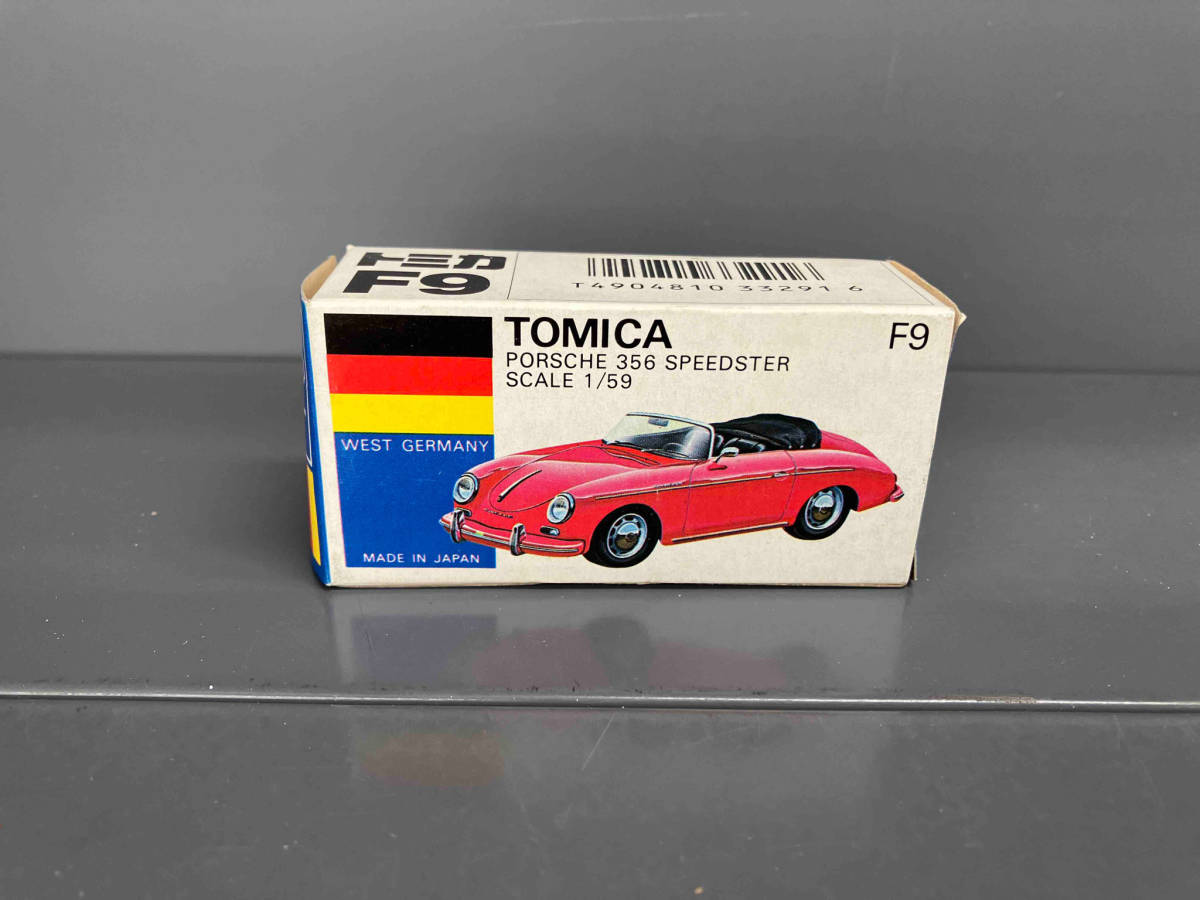 トミカ
F9
T4904810 33291 6
TOMICA
F9
PORSCHE 356 SPEEDSTER
SCALE 1/59
WEST GERMANY
MADE IN JAPAN